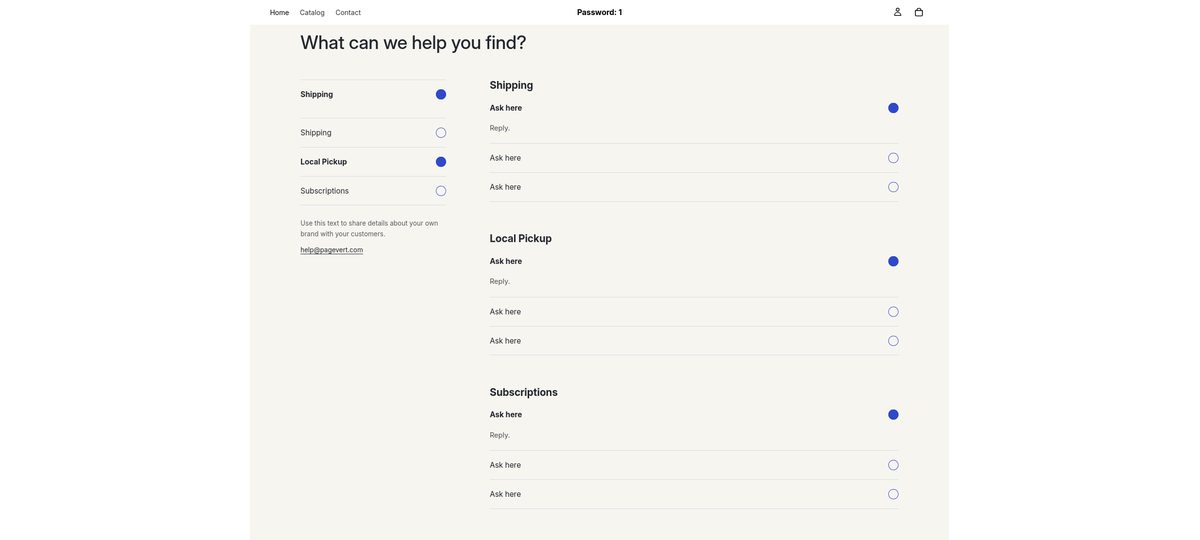 Home Catalog Contact
Password: 1
What can we help you find?
Shipping
Shipping
Local Pickup
Subscriptions
Use this text to share details about your own
brand with your customers.
help@pagevert.com
Shipping
Ask here
Reply.
Ask here
Ask here
Local Pickup
Ask here
Reply.
Ask here
Ask here
Subscriptions
Ask here
Reply.
Ask here
Ask here